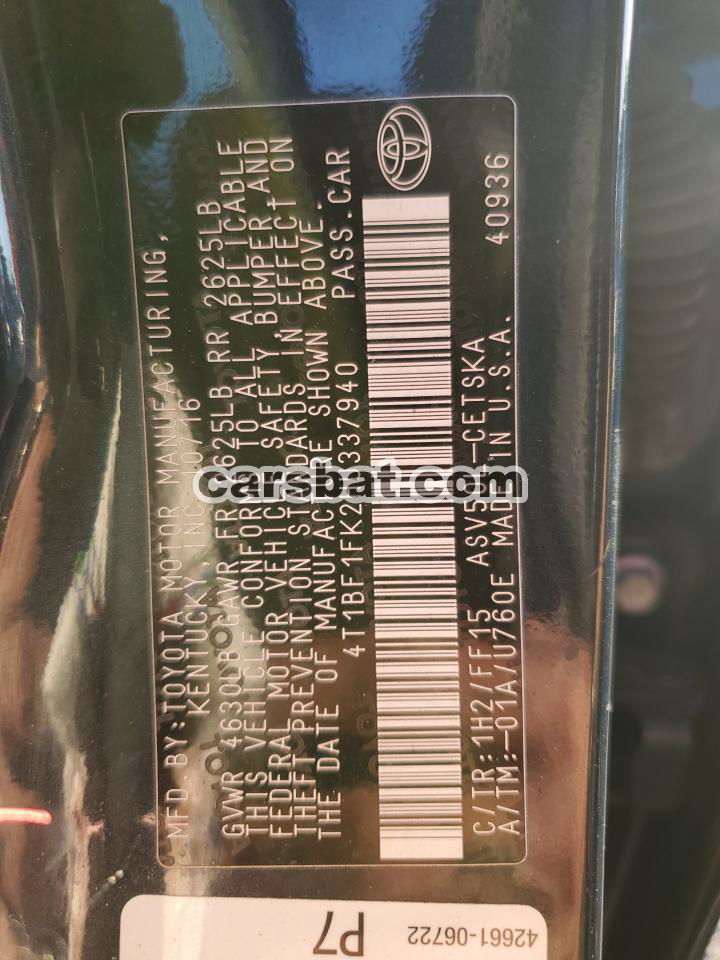 MFD BY:TOYOTA MOTOR MANUFACTURING,
KENTUCKY, INC. 10/16
GVWR 4630LB GAWR FR 2625LB RR 2625LB
THIS VEHICLE CONFORMS TO ALL APPLICABLE
FEDERAL MOTOR VEHICLE SAFETY, BUMPER, AND
THEFT PREVENTION STANDARDS IN EFFECT ON
THE DATE OF MANUFACTURE SHOWN ABOVE.
PASS.CAR
C/TR:1H2/FF15
A/TM:-01A/U760E MADE IN U.S.A. 40936
P7
42661-06722
carsbat.com